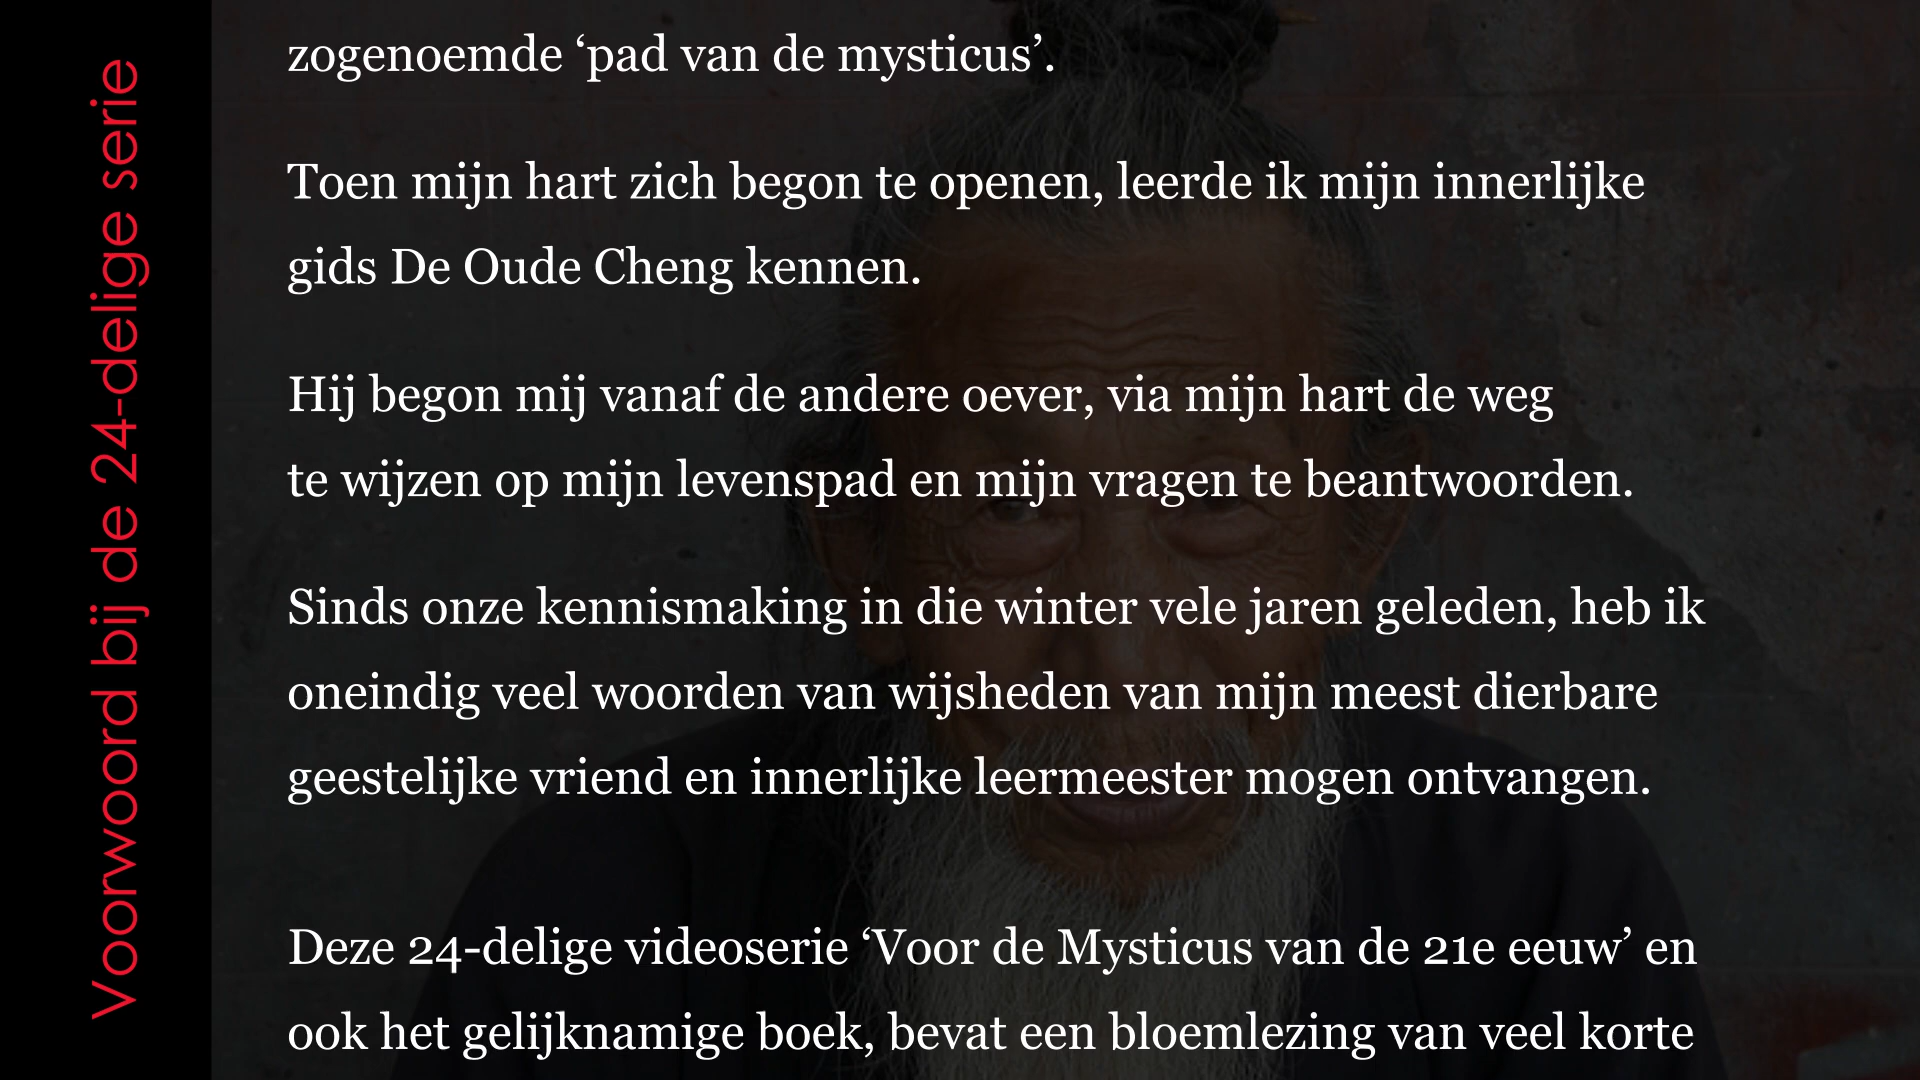 Voorwoord bij de 24-delige serie
zogenoemde ‘pad van de mysticus’.
Toen mijn hart zich begon te openen, leerde ik mijn innerlijke
gids De Oude Cheng kennen.
Hij begon mij vanaf de andere oever, via mijn hart de weg
te wijzen op mijn levenspad en mijn vragen te beantwoorden.
Sinds onze kennismaking in die winter vele jaren geleden, heb ik
oneindig veel woorden van wijsheden van mijn meest dierbare
geestelijke vriend en innerlijke leermeester mogen ontvangen.
Deze 24-delige videoserie ‘Voor de Mysticus van de 21e eeuw’ en
ook het gelijknamige boek, bevat een bloemlezing van veel korte